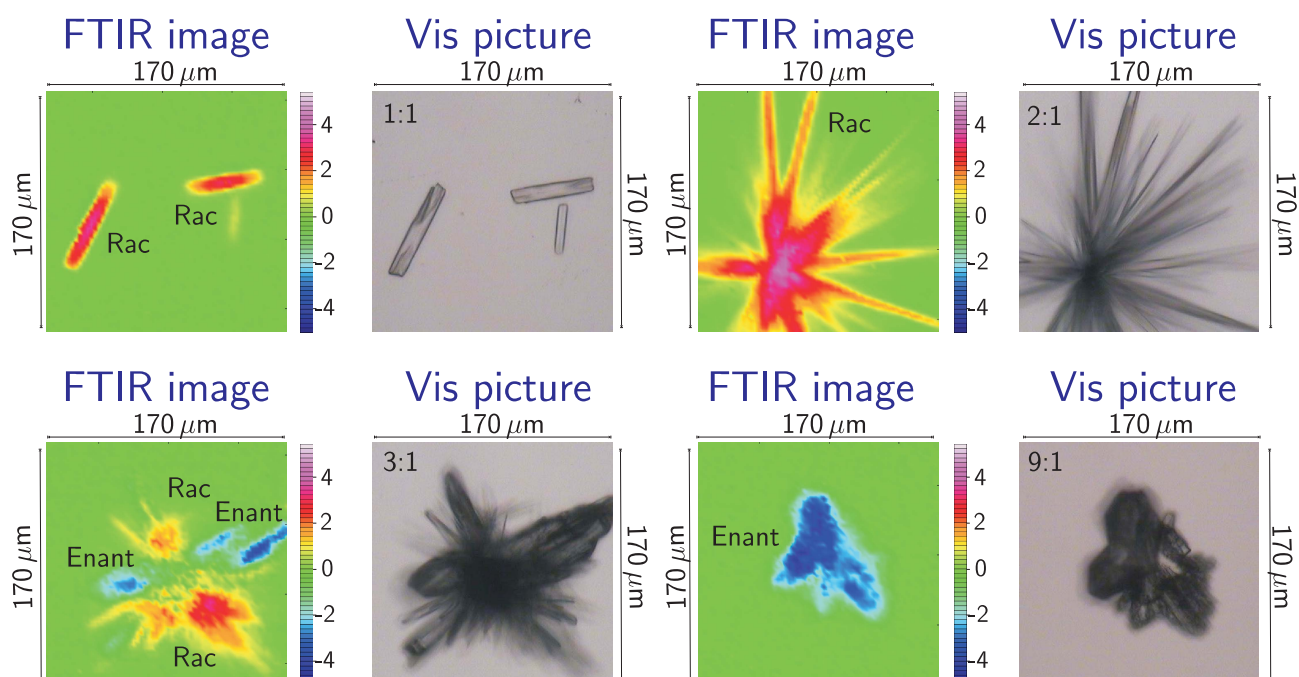 FTIR image
Vis picture
FTIR image
Vis picture
170 μm
170 μm
170 μm
170 μm
170 μm
4
2
0
-2
-4
Rac
Rac
1:1
170 μm
170 μm
4
2
0
-2
-4
Rac
2:1
170 μm
FTIR image
Vis picture
FTIR image
Vis picture
170 μm
170 μm
170 μm
170 μm
170 μm
4
2
0
-2
-4
Rac
Enant
Enant
Rac
3:1
170 μm
170 μm
4
2
0
-2
-4
Enant
9:1
170 μm